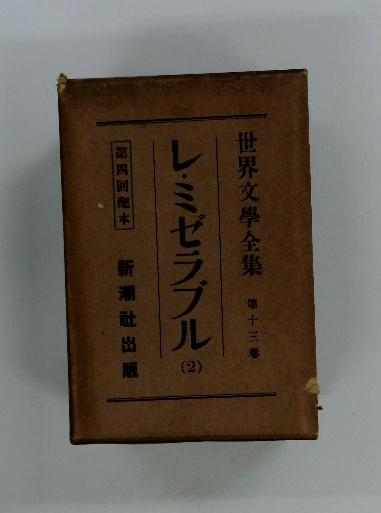 世界文學全集 第十三卷
レ・ミゼラブル (2)
第四回配本
新潮社出版